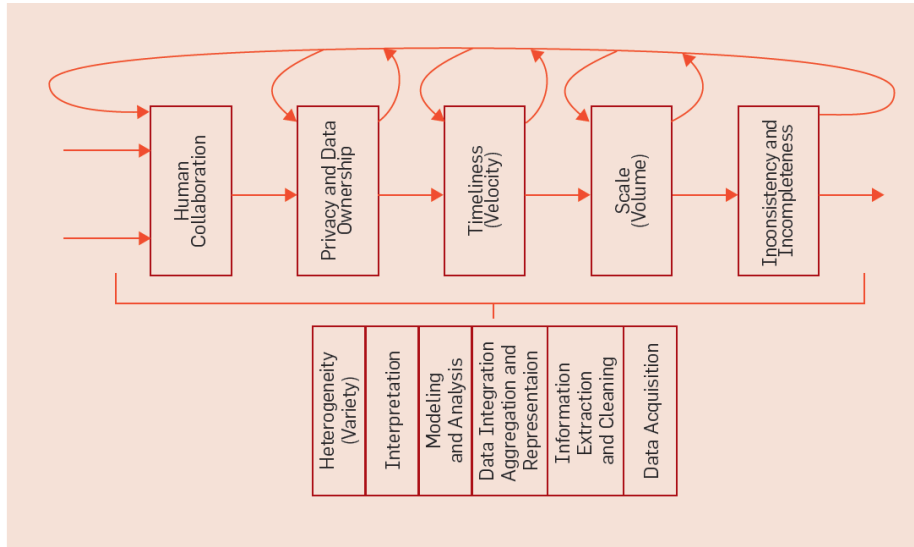 Human
Collaboration
Privacy and Data
Ownership
Timeliness
(Velocity)
Scale
(Volume)
Inconsistency and
Incompleteness
Heterogeneity
(Variety)
Interpretation
Modeling
and Analysis
Data Integration
Aggregation and
Representaion
Information
Extraction
and Cleaning
Data Acquisition